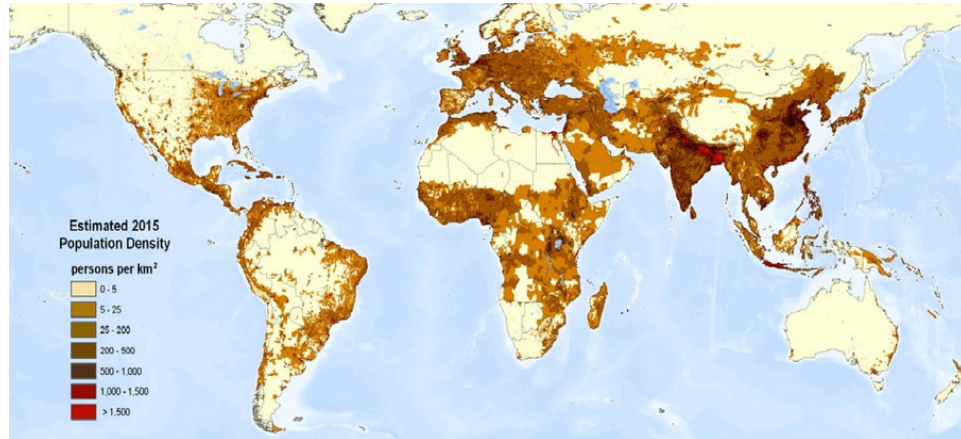 Estimated 2015
Population Density
persons per km²
0 - 5
5 - 25
25 - 200
200 - 500
500 - 1,000
1,000 - 1,500
> 1,500